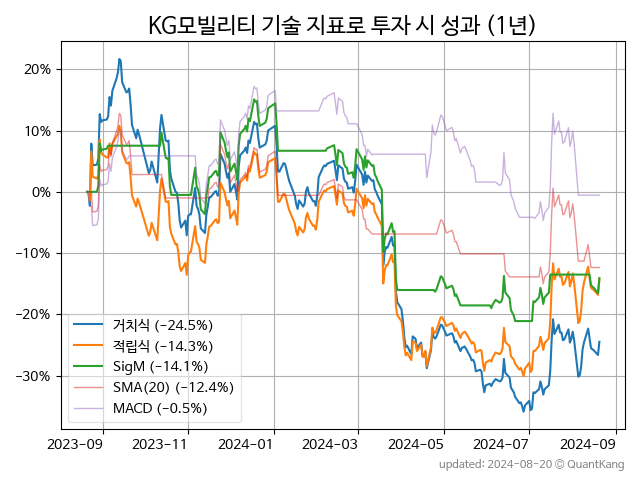 KG모빌리티 기술 지표로 투자 시 성과 (1년)
20%
10%
0%
−10%
−20%
−30%
거치식 (−24.5%)
적립식 (−14.3%)
SigM (−14.1%)
SMA(20) (−12.4%)
MACD (−0.5%)
2023-09 2023-11 2024-01 2024-03 2024-05 2024-07 2024-09
updated: 2024-08-20 © QuantKang